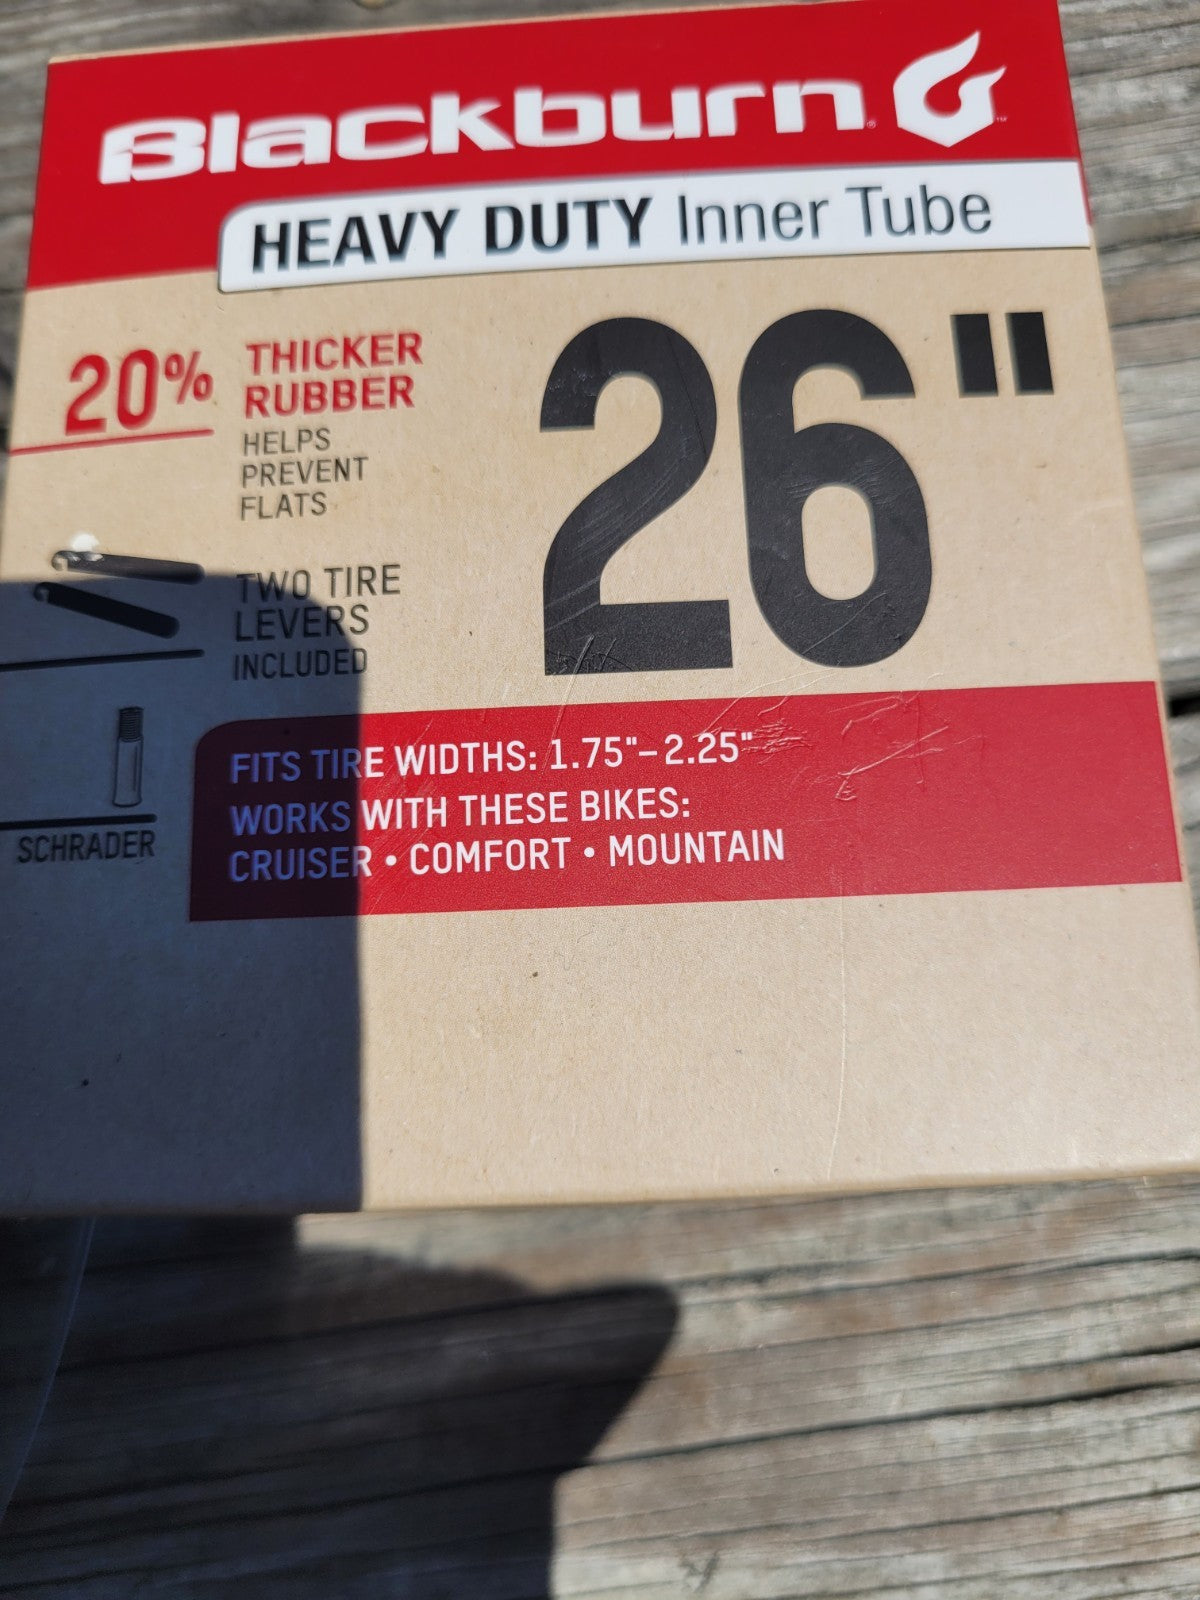 Blackburn
HEAVY DUTY Inner Tube
20% THICKER
RUBBER
HELPS
PREVENT
FLATS
26"
TWO TIRE
LEVERS
INCLUDED
SCHRADER
FITS TIRE WIDTHS: 1.75"–2.25"
WORKS WITH THESE BIKES:
CRUISER • COMFORT • MOUNTAIN